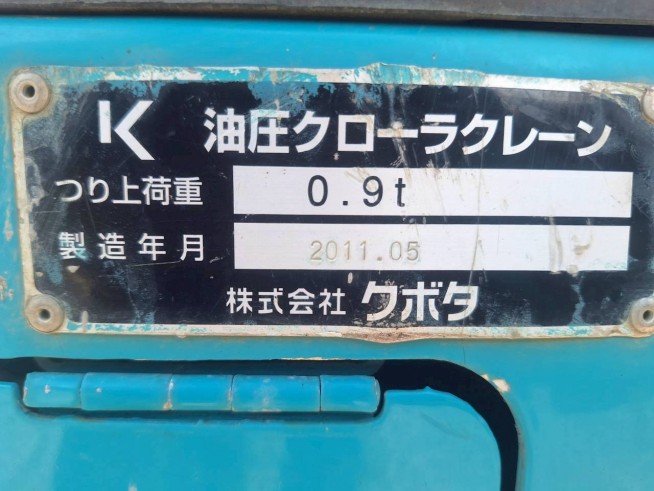 K 油圧クローラクレーン
つり上荷重 0.9t
製造年月 2011.05
株式会社 クボタ